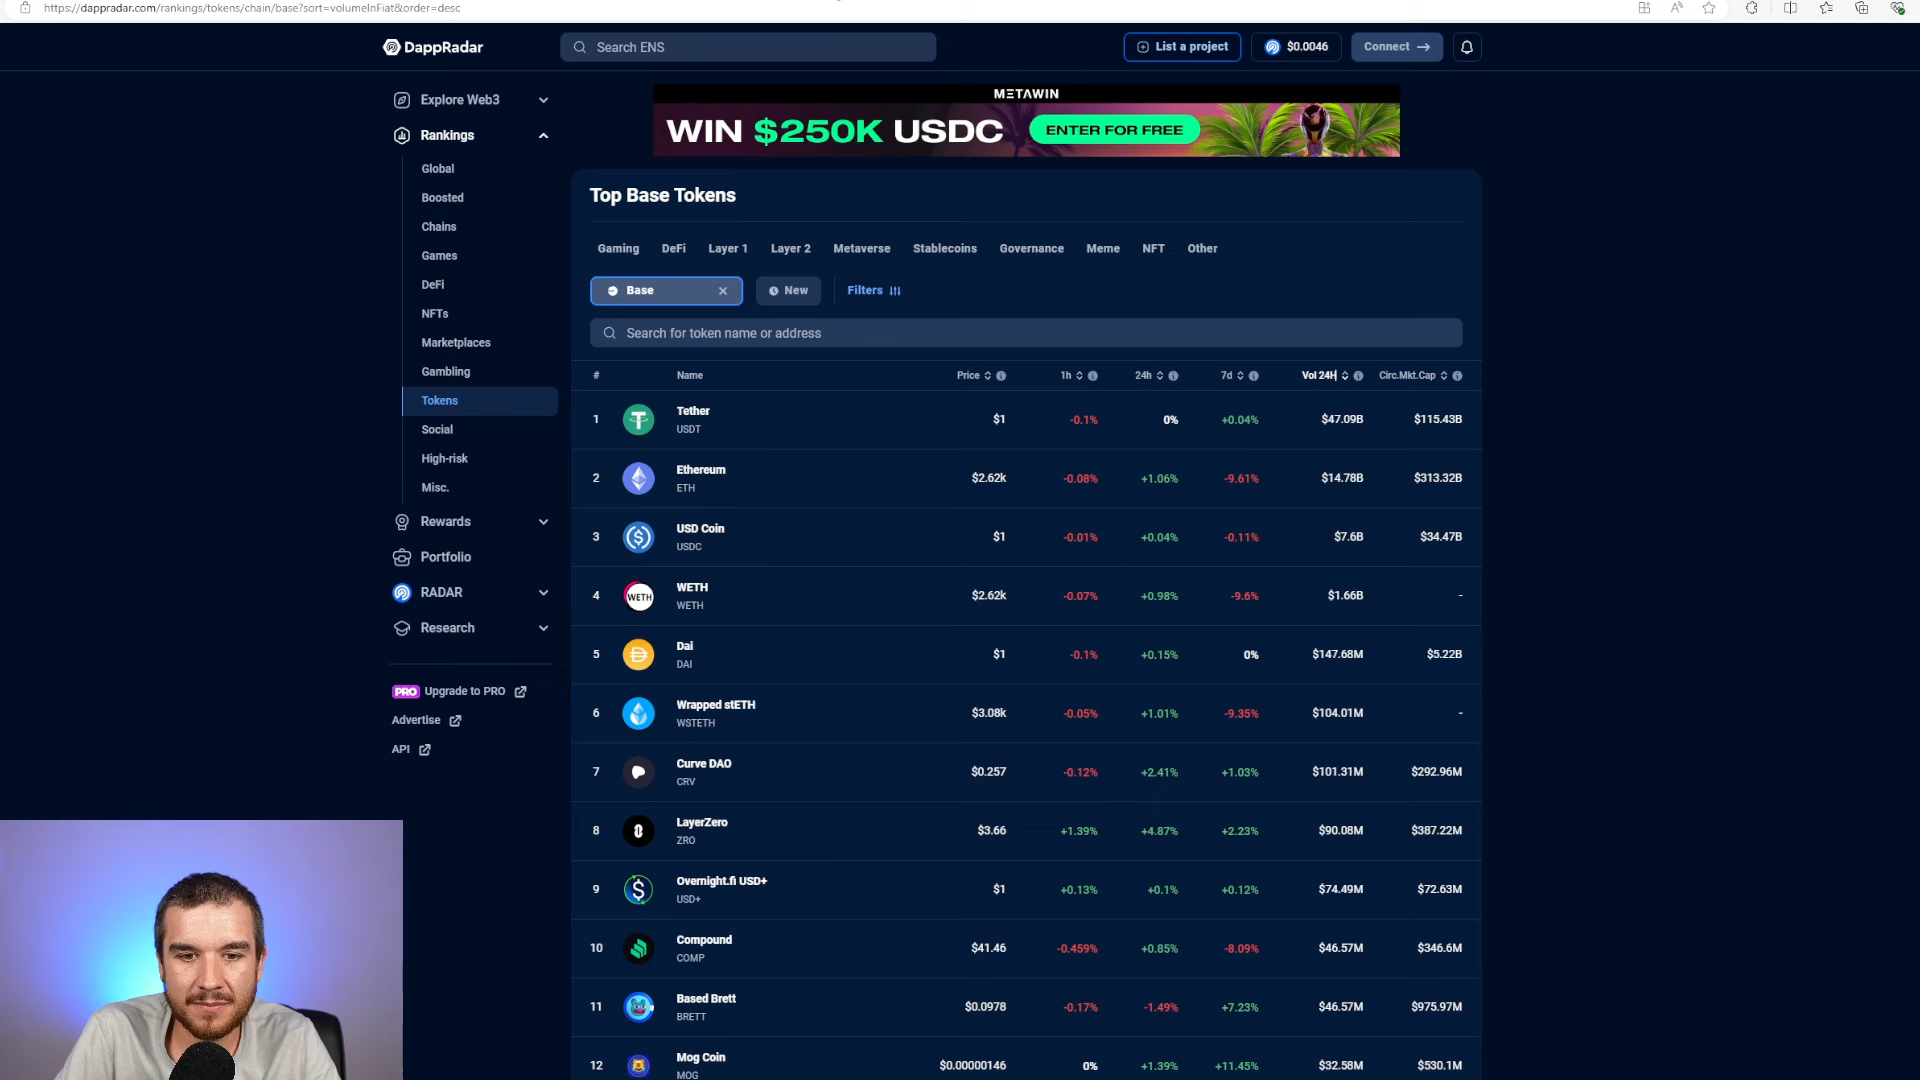 https://dappradar.com/rankings/tokens/chain/base?sort=volumeInFiat&order=desc
DappRadar
Search ENS
List a project
$0.0046
Connect
Explore Web3
Rankings
Global
Boosted
Chains
Games
DeFi
NFTs
Marketplaces
Gambling
Tokens
Social
High-risk
Misc.
Rewards
Portfolio
RADAR
Research
PRO Upgrade to PRO
Advertise
API
METAWIN
WIN $250K USDC ENTER FOR FREE
Top Base Tokens
Gaming DeFi Layer 1 Layer 2 Metaverse Stablecoins Governance Meme NFT Other
Base New Filters
Search for token name or address
# Name Price 1h 24h 7d Vol 24H Circ.Mkt.Cap
1 Tether $1 -0.1% 0% +0.04% $47.09B $115.43B
USDT
2 Ethereum $2.62k -0.08% +1.06% -9.61% $14.78B $313.32B
ETH
3 USD Coin $1 -0.01% +0.04% -0.11% $7.6B $34.47B
USDC
4 WETH WETH $2.62k -0.07% +0.98% -9.6% $1.66B -
WETH
5 Dai $1 -0.1% +0.15% 0% $147.68M $5.22B
DAI
6 Wrapped stETH $3.08k -0.05% +1.01% -9.35% $104.01M -
WSTETH
7 Curve DAO $0.257 -0.12% +2.41% +1.03% $101.31M $292.96M
CRV
8 LayerZero $3.66 +1.39% +4.87% +2.23% $90.08M $387.22M
ZRO
9 Overnight.fi USD+ $1 +0.13% +0.1% +0.12% $74.49M $72.63M
USD+
10 Compound $41.46 -0.459% +0.85% -8.09% $46.57M $346.6M
COMP
11 Based Brett $0.0978 -0.17% -1.49% +7.23% $46.57M $975.97M
BRETT
12 Mog Coin $0.00000146 0% +1.39% +11.45% $32.58M $530.1M
MOG